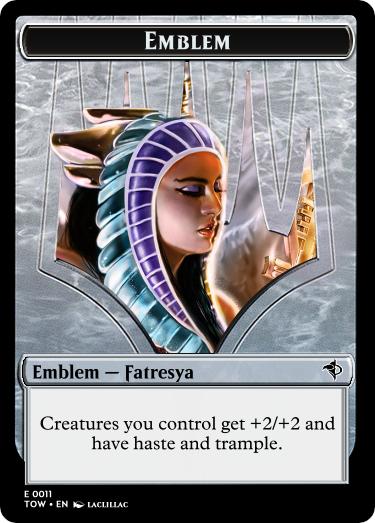 EMBLEM
Emblem — Fatresya
Creatures you control get +2/+2 and
have haste and trample.
E 0011
TOW • EN LACLILLAC